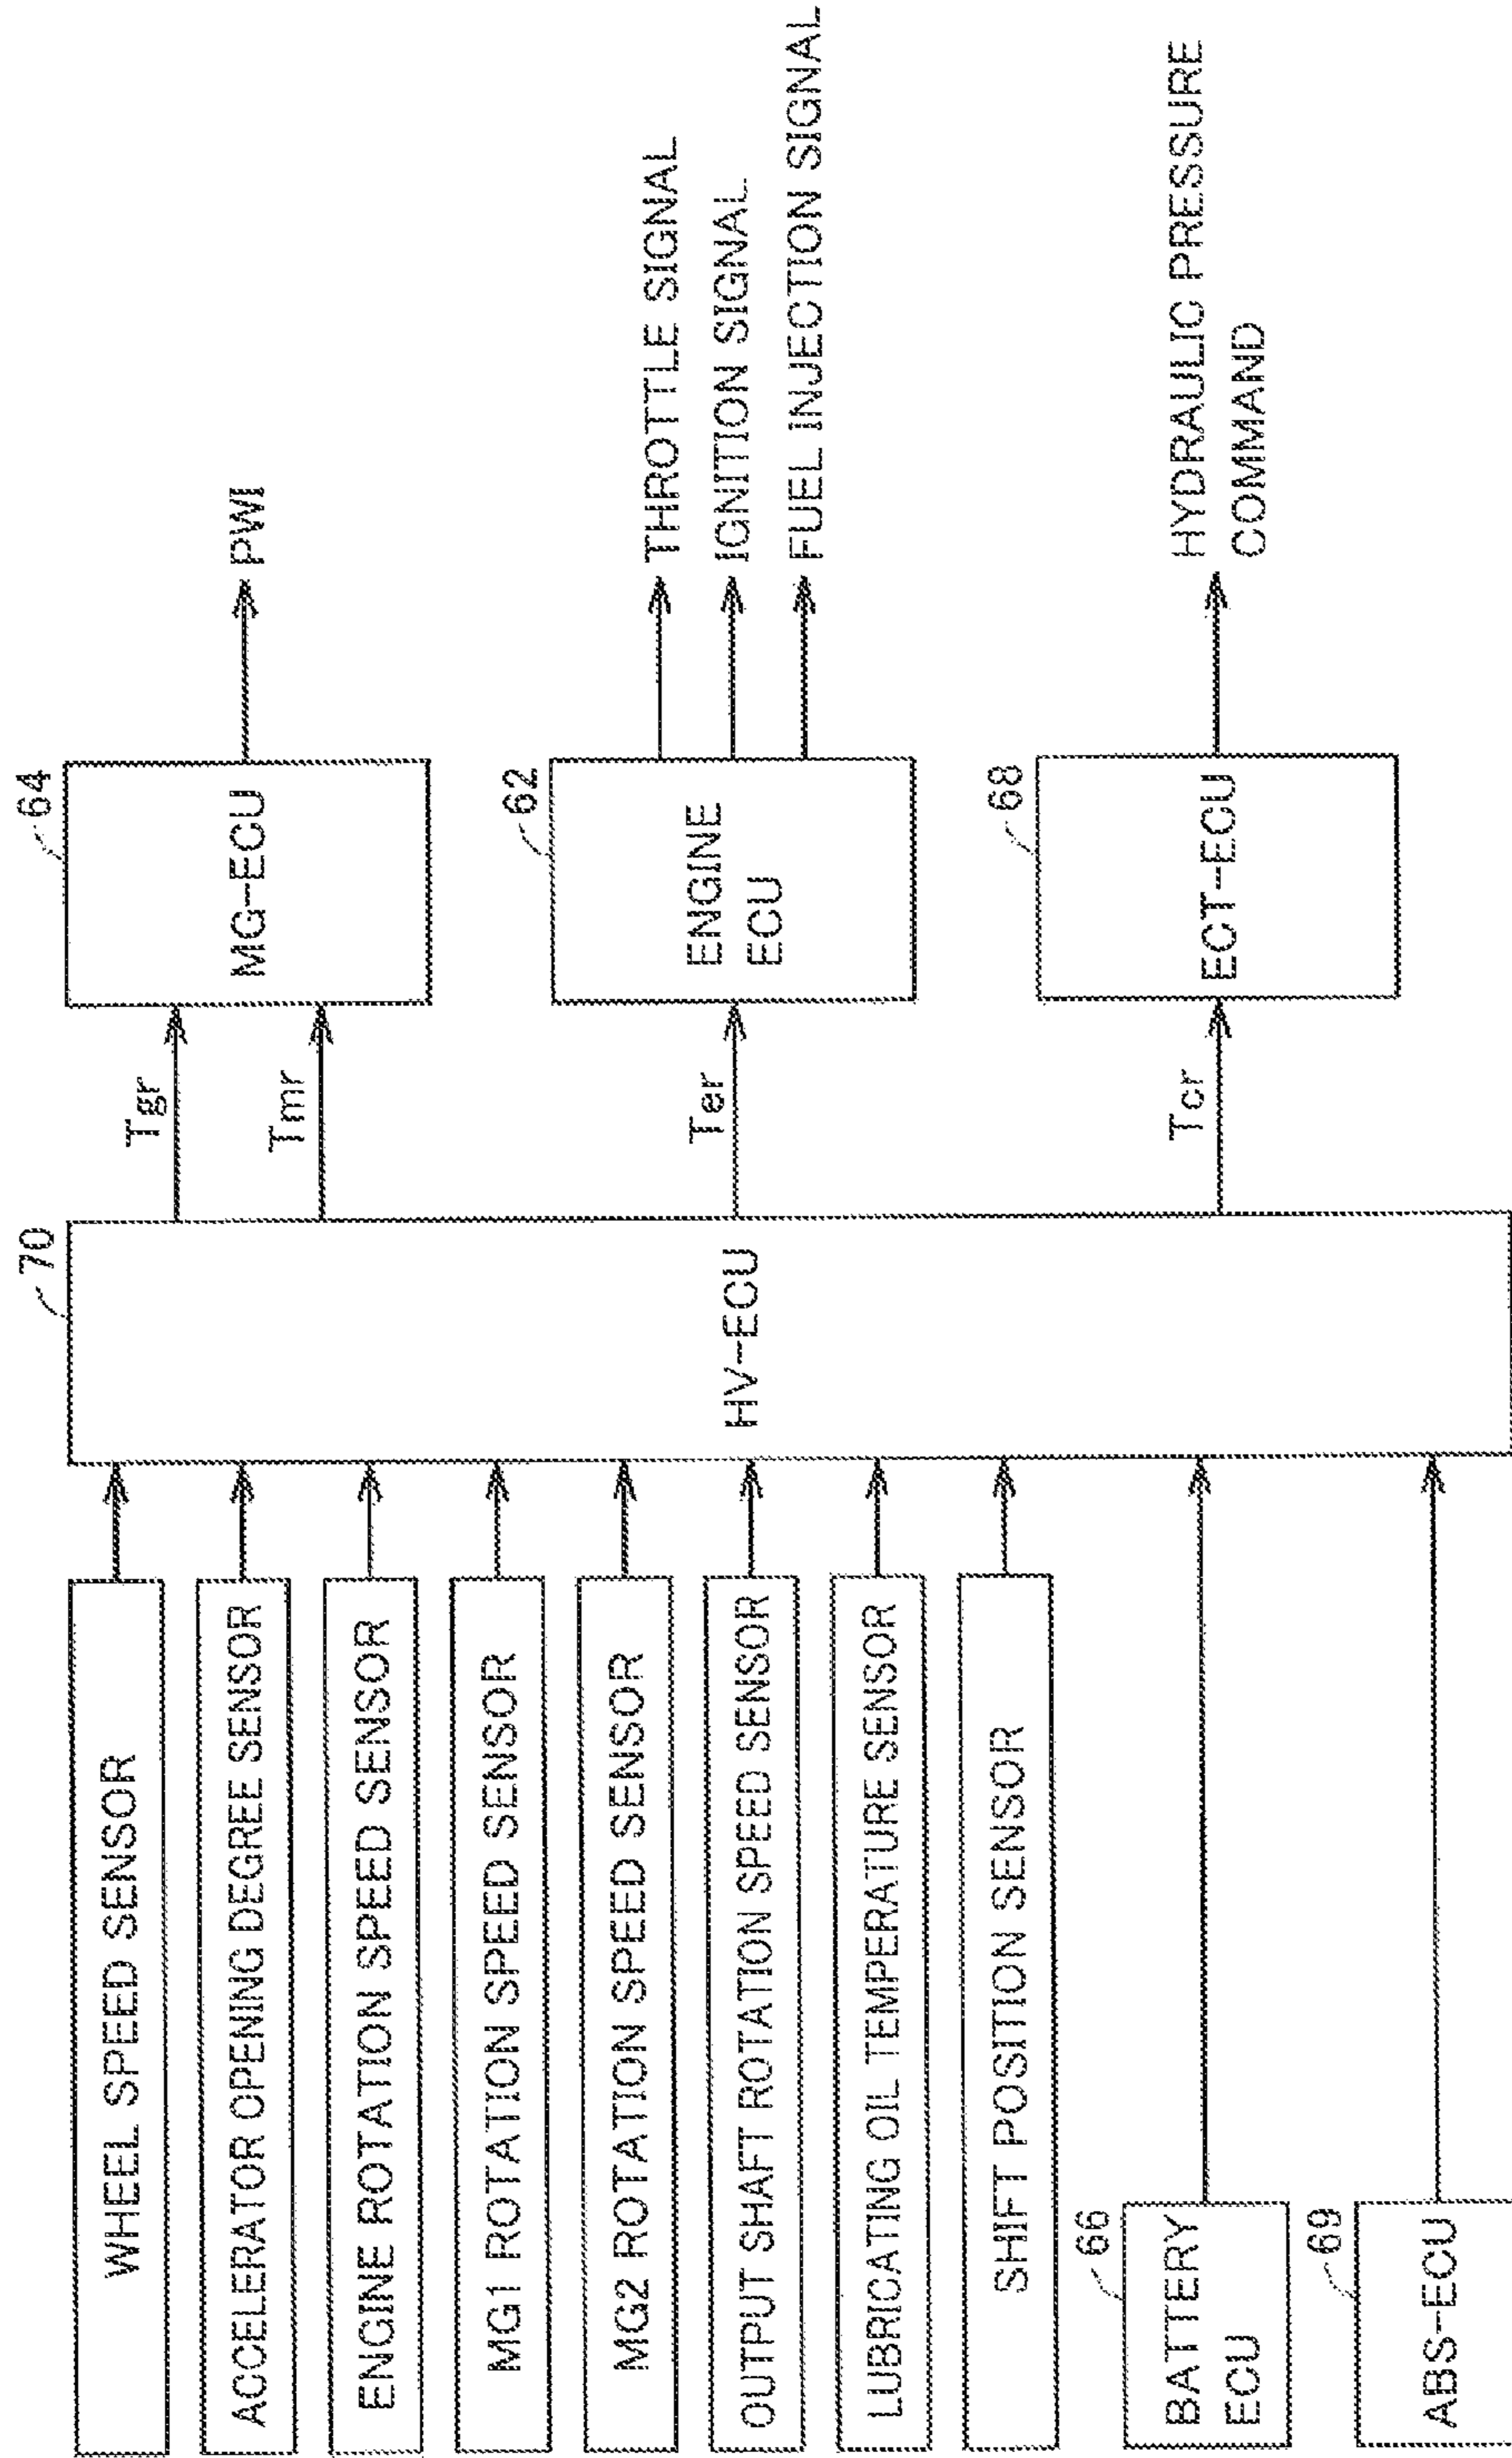 WHEEL SPEED SENSOR
ACCELERATOR OPENING DEGREE SENSOR
ENGINE ROTATION SPEED SENSOR
MG1 ROTATION SPEED SENSOR
MG2 ROTATION SPEED SENSOR
OUTPUT SHAFT ROTATION SPEED SENSOR
LUBRICATING OIL TEMPERATURE SENSOR
SHIFT POSITION SENSOR
66
BATTERY
ECU
69
ABS-ECU
70
HV-ECU
Tgr
Tmr
Ter
Tcr
64
MG-ECU
62
ENGINE
ECU
68
ECT-ECU
PWI
THROTTLE SIGNAL
IGNITION SIGNAL
FUEL INJECTION SIGNAL
HYDRAULIC PRESSURE
COMMAND